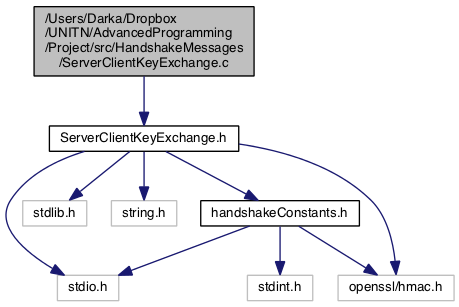 /Users/Darka/Dropbox
/UNITN/AdvancedProgramming
/Project/src/HandshakeMessages
/ServerClientKeyExchange.c
ServerClientKeyExchange.h
stdlib.h
string.h
handshakeConstants.h
stdio.h
stdint.h
openssl/hmac.h